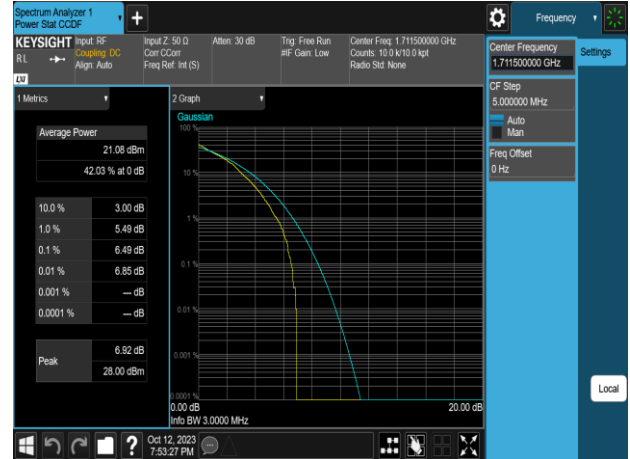 Spectrum Analyzer 1
Power Stat CCDF
Frequency
KEYSIGHT
RL
LXI
Input: RF
Coupling: DC
Align: Auto
Input Z: 50 Ω
Corr CCorr
Freq Ref: Int (S)
Atten: 30 dB
Trig: Free Run
#IF Gain: Low
Center Freq: 1.711500000 GHz
Counts: 10.0 k/10.0 kpt
Radio Std: None
Center Frequency
1.711500000 GHz
Settings
CF Step
5.000000 MHz
Auto
Man
Freq Offset
0 Hz
1 Metrics
Average Power
21.08 dBm
42.03 % at 0 dB
10.0 % 3.00 dB
1.0 % 5.49 dB
0.1 % 6.49 dB
0.01 % 6.85 dB
0.001 % --- dB
0.0001 % --- dB
Peak
6.92 dB
28.00 dBm
2 Graph
Gaussian
100 %
10 %
1 %
0.1 %
0.01 %
0.001 %
0.0001 %
0.00 dB
20.00 dB
Info BW 3.0000 MHz
Local
?
Oct 12, 2023
7:53:27 PM